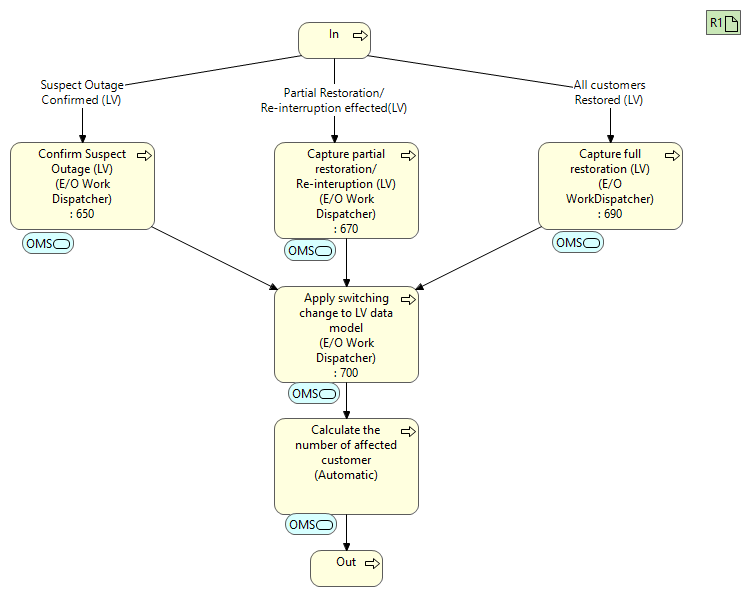 R1
In
Suspect Outage
Confirmed (LV)
Partial Restoration/
Re-interruption effected(LV)
All customers
Restored (LV)
Confirm Suspect
Outage (LV)
(E/O Work
Dispatcher)
: 650
OMS
Capture partial
restoration/
Re-interuption (LV)
(E/O Work
Dispatcher)
: 670
OMS
Capture full
restoration (LV)
(E/O
WorkDispatcher)
: 690
OMS
Apply switching
change to LV data
model
(E/O Work
Dispatcher)
: 700
OMS
Calculate the
number of affected
customer
(Automatic)
OMS
Out